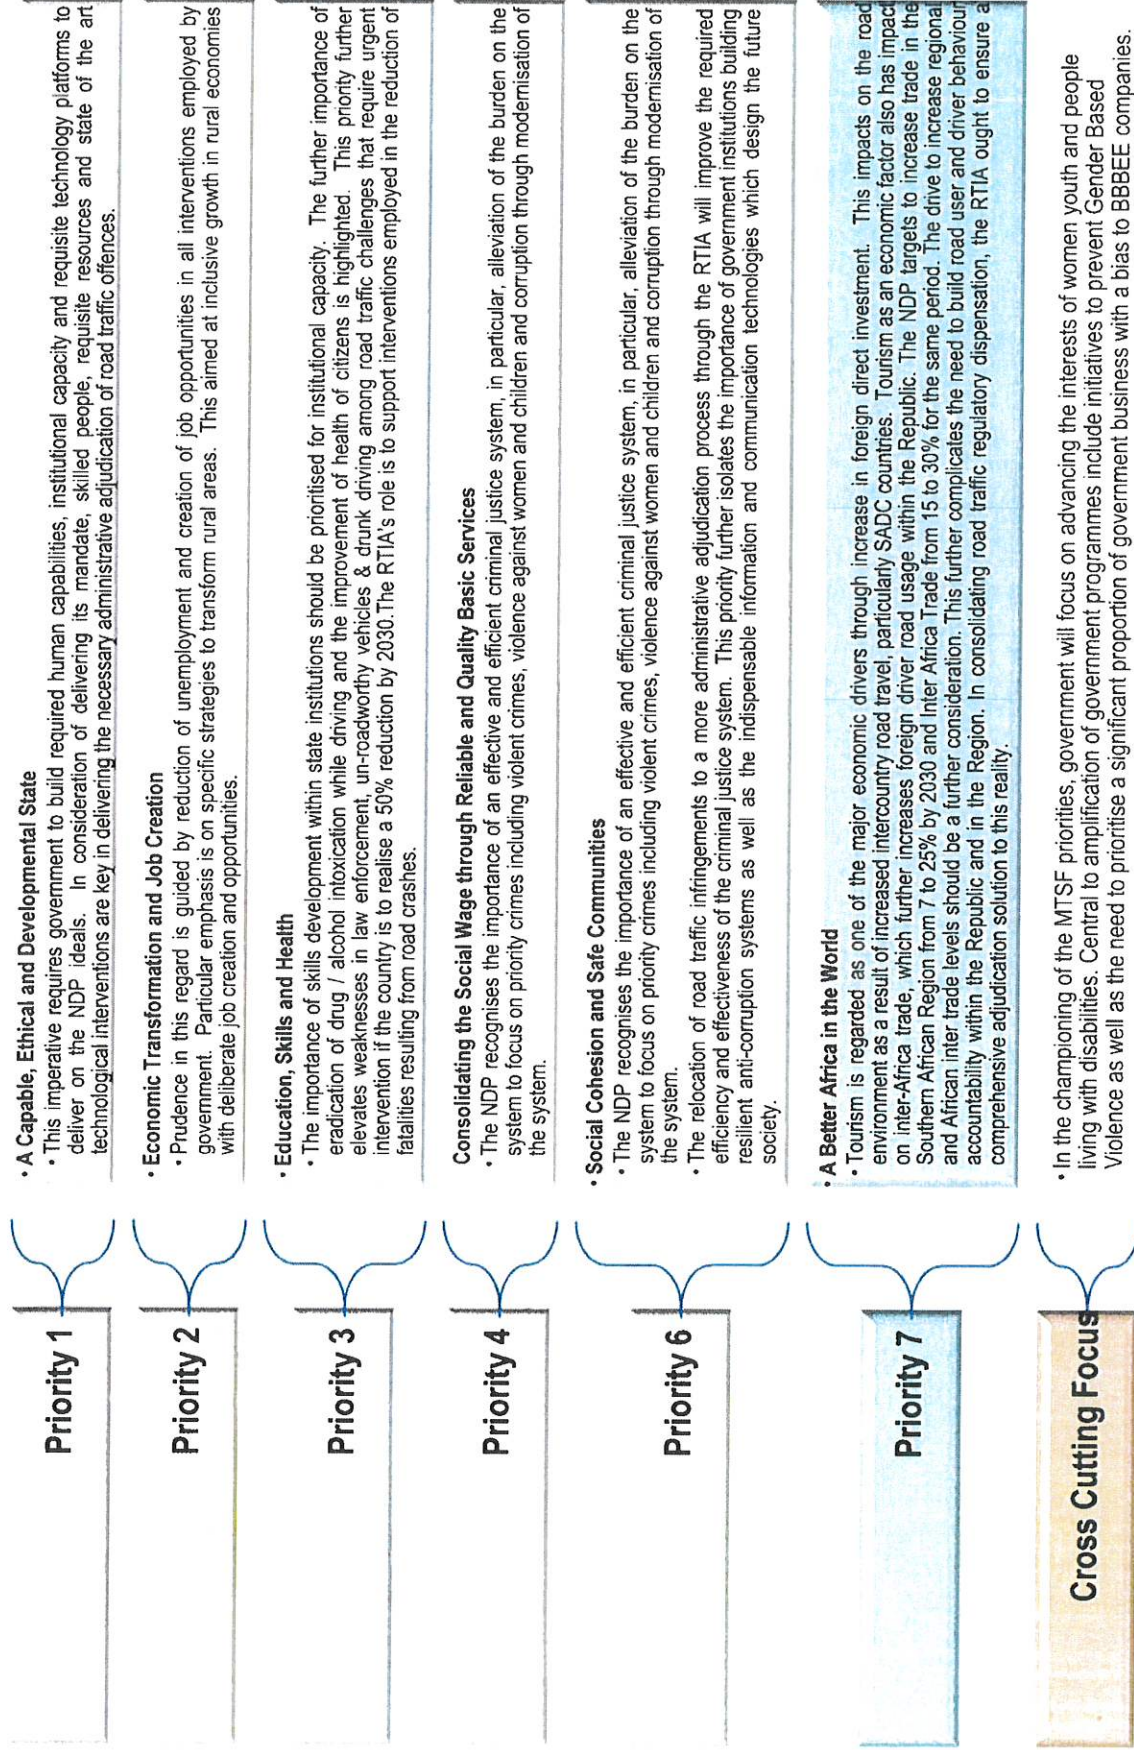 Priority 1
• A Capable, Ethical and Developmental State
• This imperative requires government to build required human capabilities, institutional capacity and requisite technology platforms to
deliver on the NDP ideals. In consideration of delivering its mandate, skilled people, requisite resources and state of the art
technological interventions are key in delivering the necessary administrative adjudication of road traffic offences.
Priority 2
• Economic Transformation and Job Creation
• Prudence in this regard is guided by reduction of unemployment and creation of job opportunities in all interventions employed by
government. Particular emphasis is on specific strategies to transform rural areas. This aimed at inclusive growth in rural economies
with deliberate job creation and opportunities.
Priority 3
• Education, Skills and Health
• The importance of skills development within state institutions should be prioritised for institutional capacity. The further importance of
eradication of drug / alcohol intoxication while driving and the improvement of health of citizens is highlighted. This priority further
elevates weaknesses in law enforcement, un-roadworthy vehicles & drunk driving among road traffic challenges that require urgent
intervention if the country is to realise a 50% reduction by 2030.The RTIA's role is to support interventions employed in the reduction of
fatalities resulting from road crashes.
Priority 4
Consolidating the Social Wage through Reliable and Quality Basic Services
• The NDP recognises the importance of an effective and efficient criminal justice system, in particular, alleviation of the burden on the
system to focus on priority crimes including violent crimes, violence against women and children and corruption through modernisation of
the system.
Priority 6
• Social Cohesion and Safe Communities
• The NDP recognises the importance of an effective and efficient criminal justice system, in particular, alleviation of the burden on the
system to focus on priority crimes including violent crimes, violence against women and children and corruption through modernisation of
the system.
• The relocation of road traffic infringements to a more administrative adjudication process through the RTIA will improve the required
efficiency and effectiveness of the criminal justice system. This priority further isolates the importance of government institutions building
resilient anti-corruption systems as well as the indispensable information and communication technologies which design the future
society.
Priority 7
• A Better Africa in the World
• Tourism is regarded as one of the major economic drivers through increase in foreign direct investment. This impacts on the road
environment as a result of increased intercountry road travel, particularly SADC countries. Tourism as an economic factor also has impact
on inter-Africa trade, which further increases foreign driver road usage within the Republic. The NDP targets to increase trade in the
Southern African Region from 7 to 25% by 2030 and Inter Africa Trade from 15 to 30% for the same period. The drive to increase regional
and African inter trade levels should be a further consideration. This further complicates the need to build road user and driver behaviour
accountability within the Republic and in the Region. In consolidating road traffic regulatory dispensation, the RTIA ought to ensure a
comprehensive adjudication solution to this reality.
Cross Cutting Focus
• In the championing of the MTSF priorities, government will focus on advancing the interests of women youth and people
living with disabilities. Central to amplification of government programmes include initiatives to prevent Gender Based
Violence as well as the need to prioritise a significant proportion of government business with a bias to BBBEE companies.